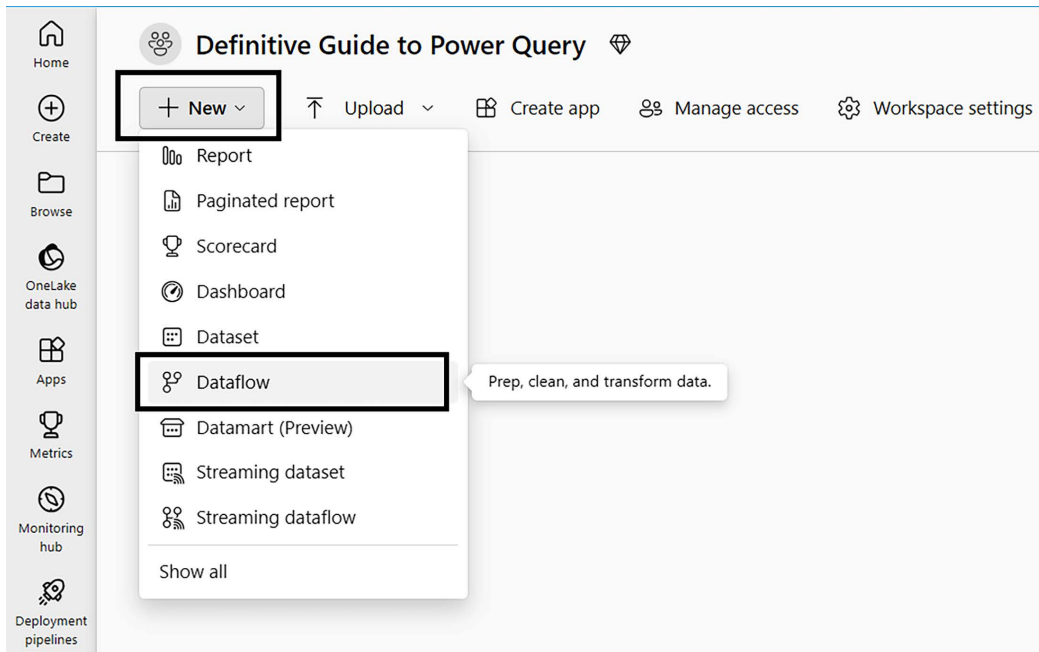 Home
Create
Browse
OneLake
data hub
Apps
Metrics
Monitoring
hub
Deployment
pipelines
Definitive Guide to Power Query
New
Upload
Create app
Manage access
Workspace settings
Report
Paginated report
Scorecard
Dashboard
Dataset
Dataflow
Prep, clean, and transform data.
Datamart (Preview)
Streaming dataset
Streaming dataflow
Show all